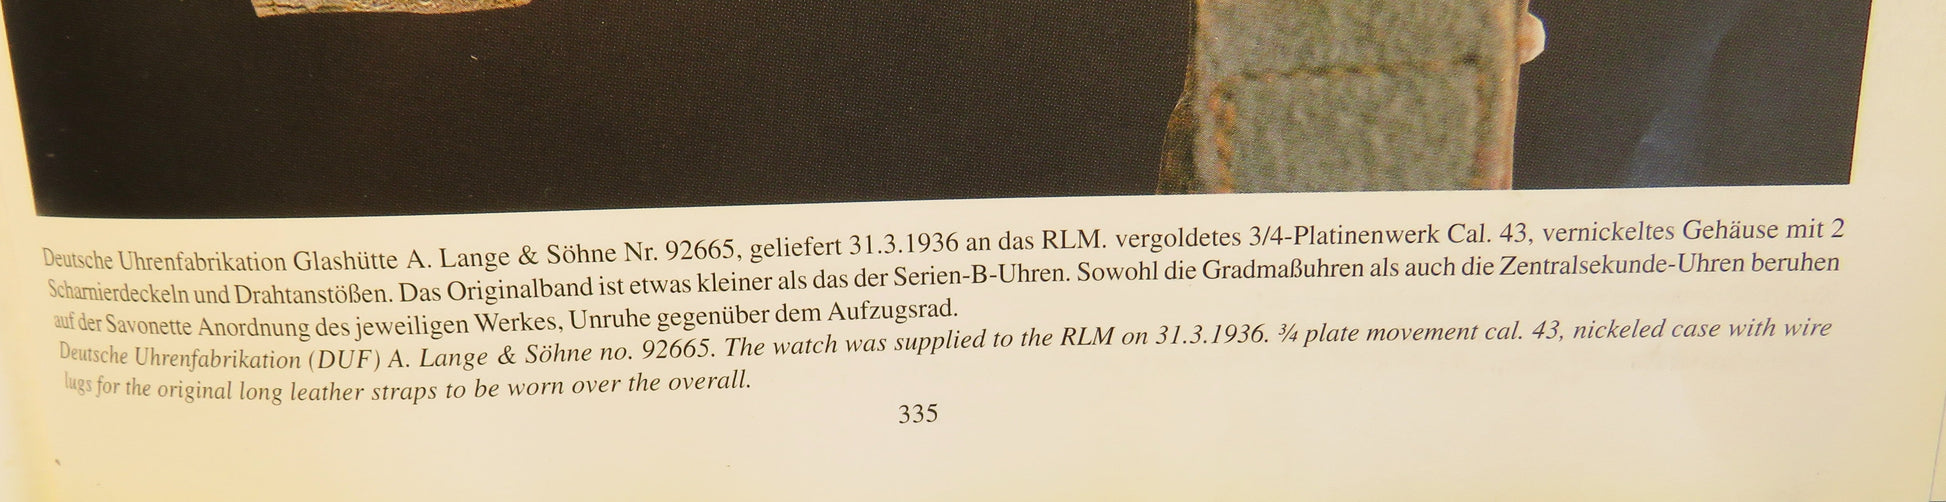 Deutsche Uhrenfabrikation Glashütte A. Lange & Söhne Nr. 92665, geliefert 31.3.1936 an das RLM. vergoldetes 3/4-Platinenwerk Cal. 43, vernickeltes Gehäuse mit 2
Scharnierdeckeln und Drahtanstößen. Das Originalband ist etwas kleiner als das der Serien-B-Uhren. Sowohl die Gradmaßuhren als auch die Zentralsekunde-Uhren beruhen
auf der Savonette Anordnung des jeweiligen Werkes, Unruhe gegenüber dem Aufzugsrad.
Deutsche Uhrenfabrikation (DUF) A. Lange & Söhne no. 92665. The watch was supplied to the RLM on 31.3.1936. ¾ plate movement cal. 43, nickeled case with wire
lugs for the original long leather straps to be worn over the overall.
335